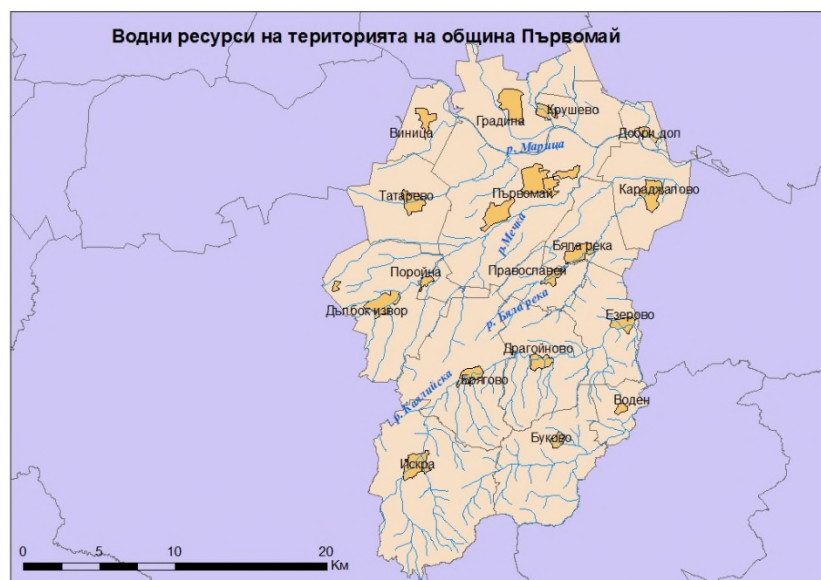 Водни ресурси на територията на община Първомай
Крушево
Градина
Виница
Добри дол
р. Марица
Татарево
Първомай
Караджалово
р.Мечка
Бяла река
Поройна
Православен
Дълбок извор
р. Бяла река
Езерово
Драгойново
Брягово
р. Каялийска
Воден
Буково
Искра
0 5 10 20
Км